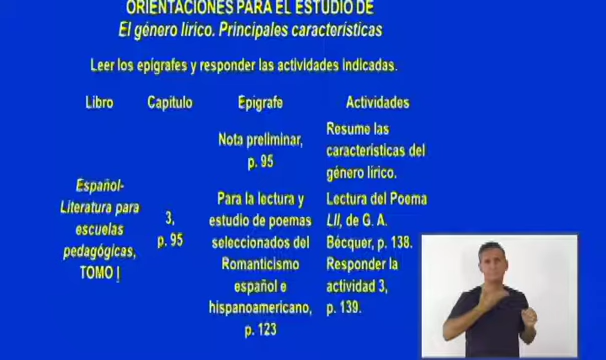 ORIENTACIONES PARA EL ESTUDIO DE
El género lírico. Principales características
Leer los epígrafes y responder las actividades indicadas.
Libro Capítulo Epígrafe Actividades
Español-
Literatura para
escuelas
pedagógicas,
TOMO I
3,
p. 95
Nota preliminar,
p. 95
Resume las
características del
género lírico.
Para la lectura y
estudio de poemas
seleccionados del
Romanticismo
español e
hispanoamericano,
p. 123
Lectura del Poema
LII, de G. A.
Bécquer, p. 138.
Responder la
actividad 3,
p. 139.